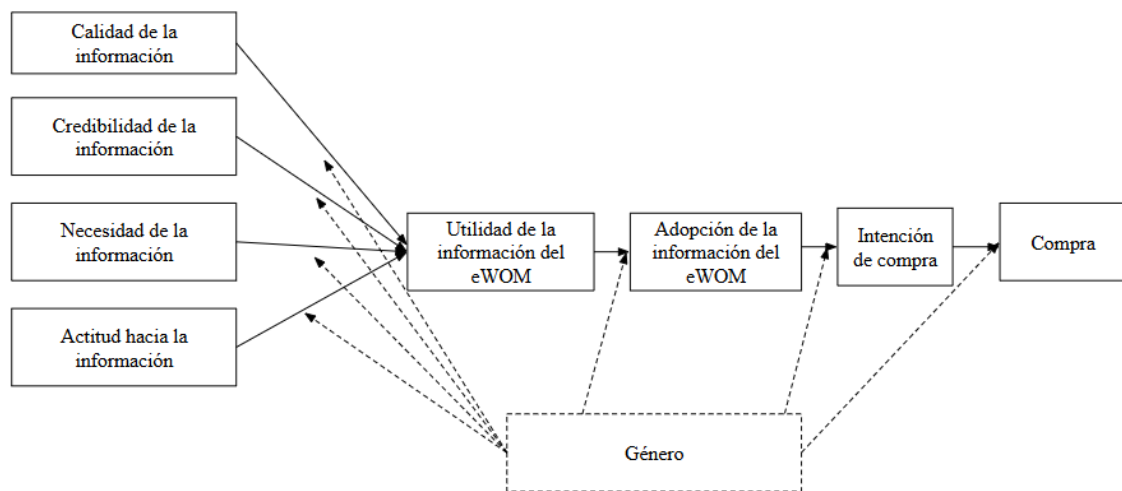 Calidad de la
información
Credibilidad de la
información
Necesidad de la
información
Actitud hacia la
información
Utilidad de la
información del
eWOM
Adopción de la
información del
eWOM
Intención
de compra
Compra
Género